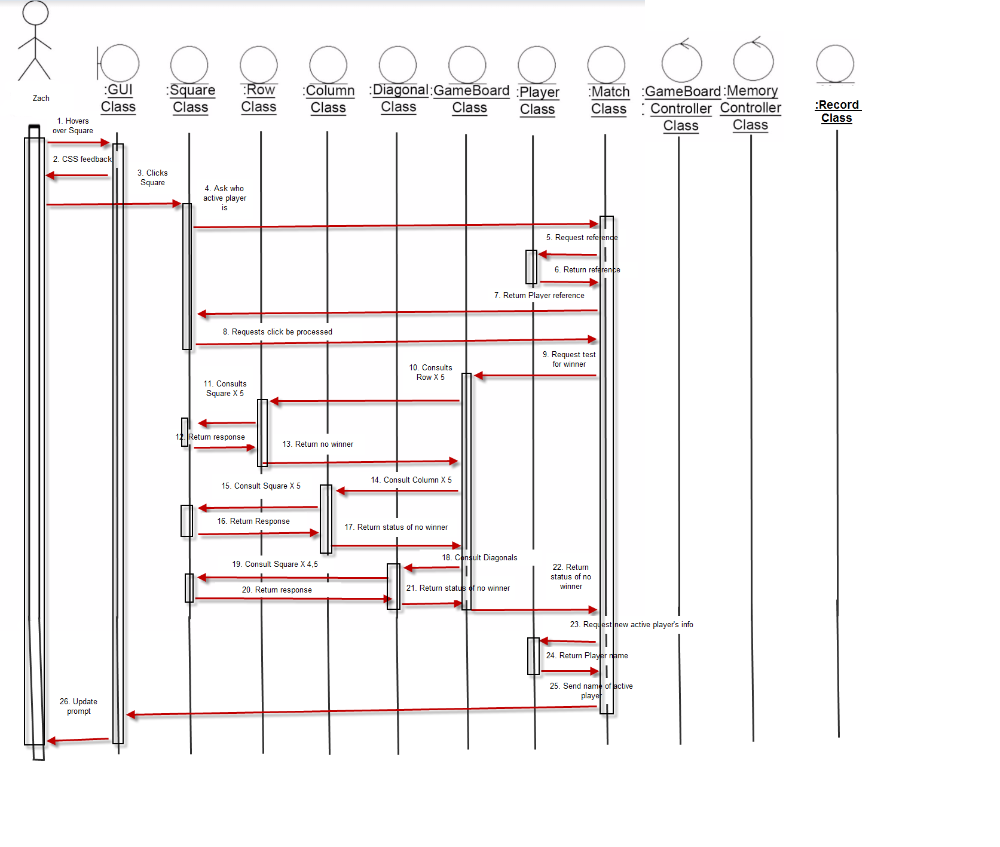 Zach
:GUI
Class
:Square
Class
:Row
Class
:Column
Class
:Diagonal
Class
:GameBoard
Class
:Player
Class
:Match
Class
:GameBoard
Controller
Class
:Memory
Controller
Class
:Record
Class
1. Hovers
over Square
2. CSS feedback
3. Clicks
Square
4. Ask who
active player
is
5. Request reference
6. Return reference
7. Return Player reference
8. Requests click be processed
9. Request test
for winner
10. Consults
Row X 5
11. Consults
Square X 5
12. Return response
13. Return no winner
14. Consult Column X 5
15. Consult Square X 5
16. Return Response
17. Return status of no winner
18. Consult Diagonals
19. Consult Square X 4,5
20. Return response
21. Return status of no winner
22. Return
status of no
winner
23. Request new active player's info
24. Return Player name
25. Send name of active
player
26. Update
prompt